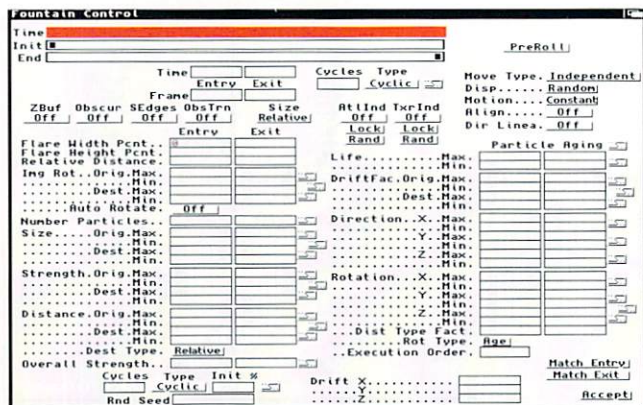 Fountain Control
Time
Init
End
PreRoll
Time
Entry Exit
Frame
Cycles Type
Cyclic
Move Type. Independent
Disp...... Random
Motion.... Constant
Align..... Off
Dir Linea. Off
ZBuf Obscur SEdges ObsTrn Size
Off Off Off Off Relative
AtlInd TxrInd
Off Off
Lock Lock
Rand Rand
Entry Exit
Flare Width Pcnt..
Flare Height Pcnt.
Relative Distance.
Img Rot..Orig.Max.
Min.
Dest.Max.
Min.
Auto Rotate. Off
Number Particles..
Size.....Orig.Max.
Min.
Dest.Max.
Min.
Strength.Orig.Max.
Min.
Dest.Max.
Min.
Distance.Orig.Max.
Min.
Dest.Max.
Min.
Dest Type. Relative
Overall Strength..
Cycles Type Init %
Cyclic
Rnd Seed
Particle Aging
Life..........Max.
Min.
DriftFac.Orig.Max.
Min.
Dest.Max.
Min.
Direction..X..Max.
Min.
Y..Max.
Min.
Z..Max.
Min.
Rotation...X..Max.
Min.
Y..Max.
Min.
Z..Max.
Min.
Dist Type Fact.
Rot Type. Age
..Execution Order.
Match Entry
Match Exit
Drift X
Y
Z
Accept